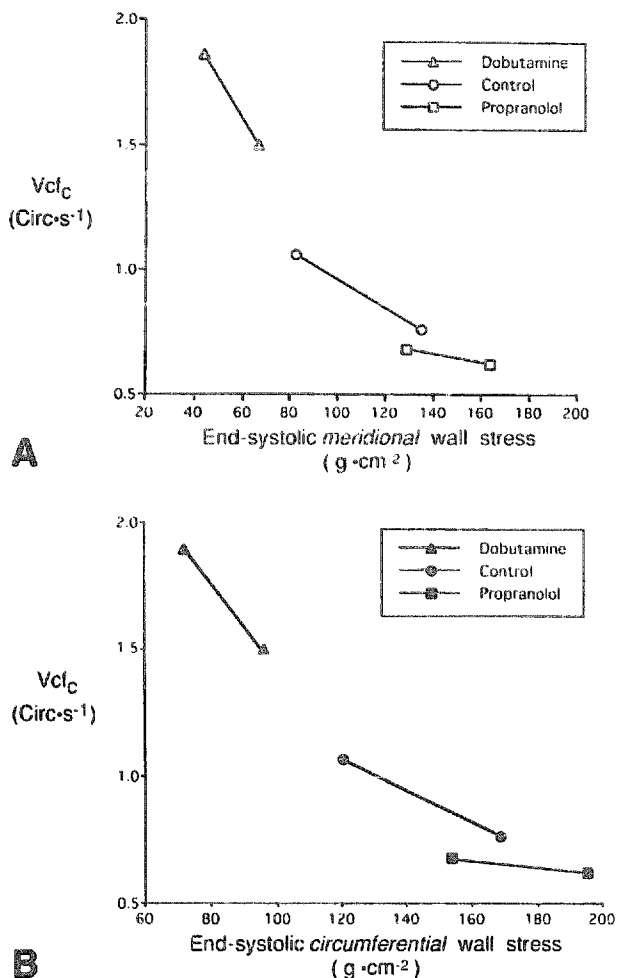 2.0
Dobutamine
Control
Propranolol
1.5
Vcfc
(Circ•s-1)
1.0
0.5
20 40 60 80 100 120 140 160 180 200
End-systolic meridional wall stress
( g •cm-2 )
A
2.0
Dobutamine
Control
Propranolol
1.5
Vcfc
(Circ•s-1)
1.0
0.5
60 80 100 120 140 160 180 200
End-systolic circumferential wall stress
( g •cm-2 )
B